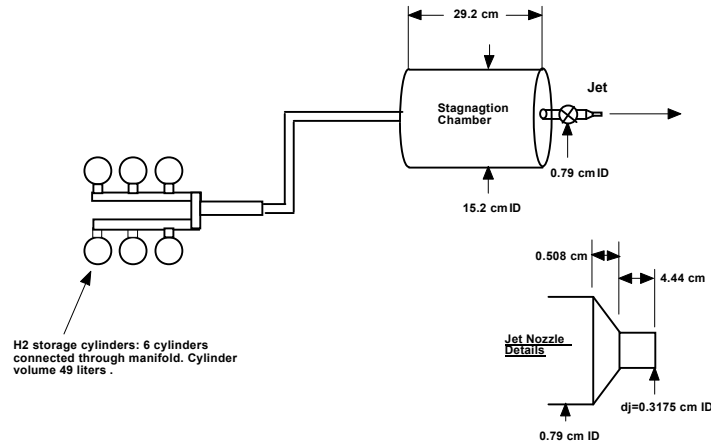 29.2 cm
Jet
Stagnagtion
Chamber
0.79 cm ID
15.2 cm ID
0.508 cm
4.44 cm
H2 storage cylinders: 6 cylinders
connected through manifold. Cylinder
volume 49 liters .
Jet Nozzle
Details
dj=0.3175 cm ID
0.79 cm ID